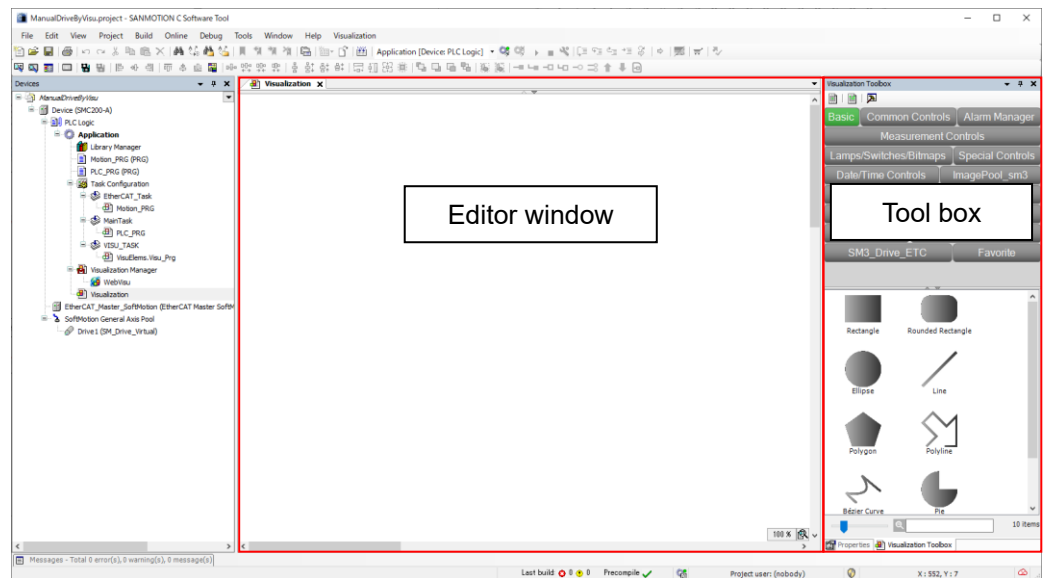 ManualDriveByVisu.project - SANMOTION C Software Tool
File Edit View Project Build Online Debug Tools Window Help Visualization
Application [Device: PLC Logic]
Devices
ManualDriveByVisu
Device (SMC200-A)
PLC Logic
Application
Library Manager
Motion_PRG (PRG)
PLC_PRG (PRG)
Task Configuration
EtherCAT_Task
Motion_PRG
MainTask
PLC_PRG
VISU_TASK
VisuElems.Visu_Prg
Visualization Manager
WebVisu
Visualization
EtherCAT_Master_SoftMotion (EtherCAT Master SoftM
SoftMotion General Axis Pool
Drive1 (SM_Drive_Virtual)
Visualization X
Editor window
100 %
Visualization Toolbox
Basic Common Controls Alarm Manager
Measurement Controls
Lamps/Switches/Bitmaps Special Controls
Date/Time Controls ImagePool_sm3
Tool box
SM3_Drive_ETC Favorite
Rectangle Rounded Rectangle
Ellipse Line
Polygon Polyline
Bézier Curve Pie
10 items
Properties Visualization Toolbox
Messages - Total 0 error(s), 0 warning(s), 0 message(s)
Last build: 0 0 Precompile Project user: (nobody) X : 552, Y : 7